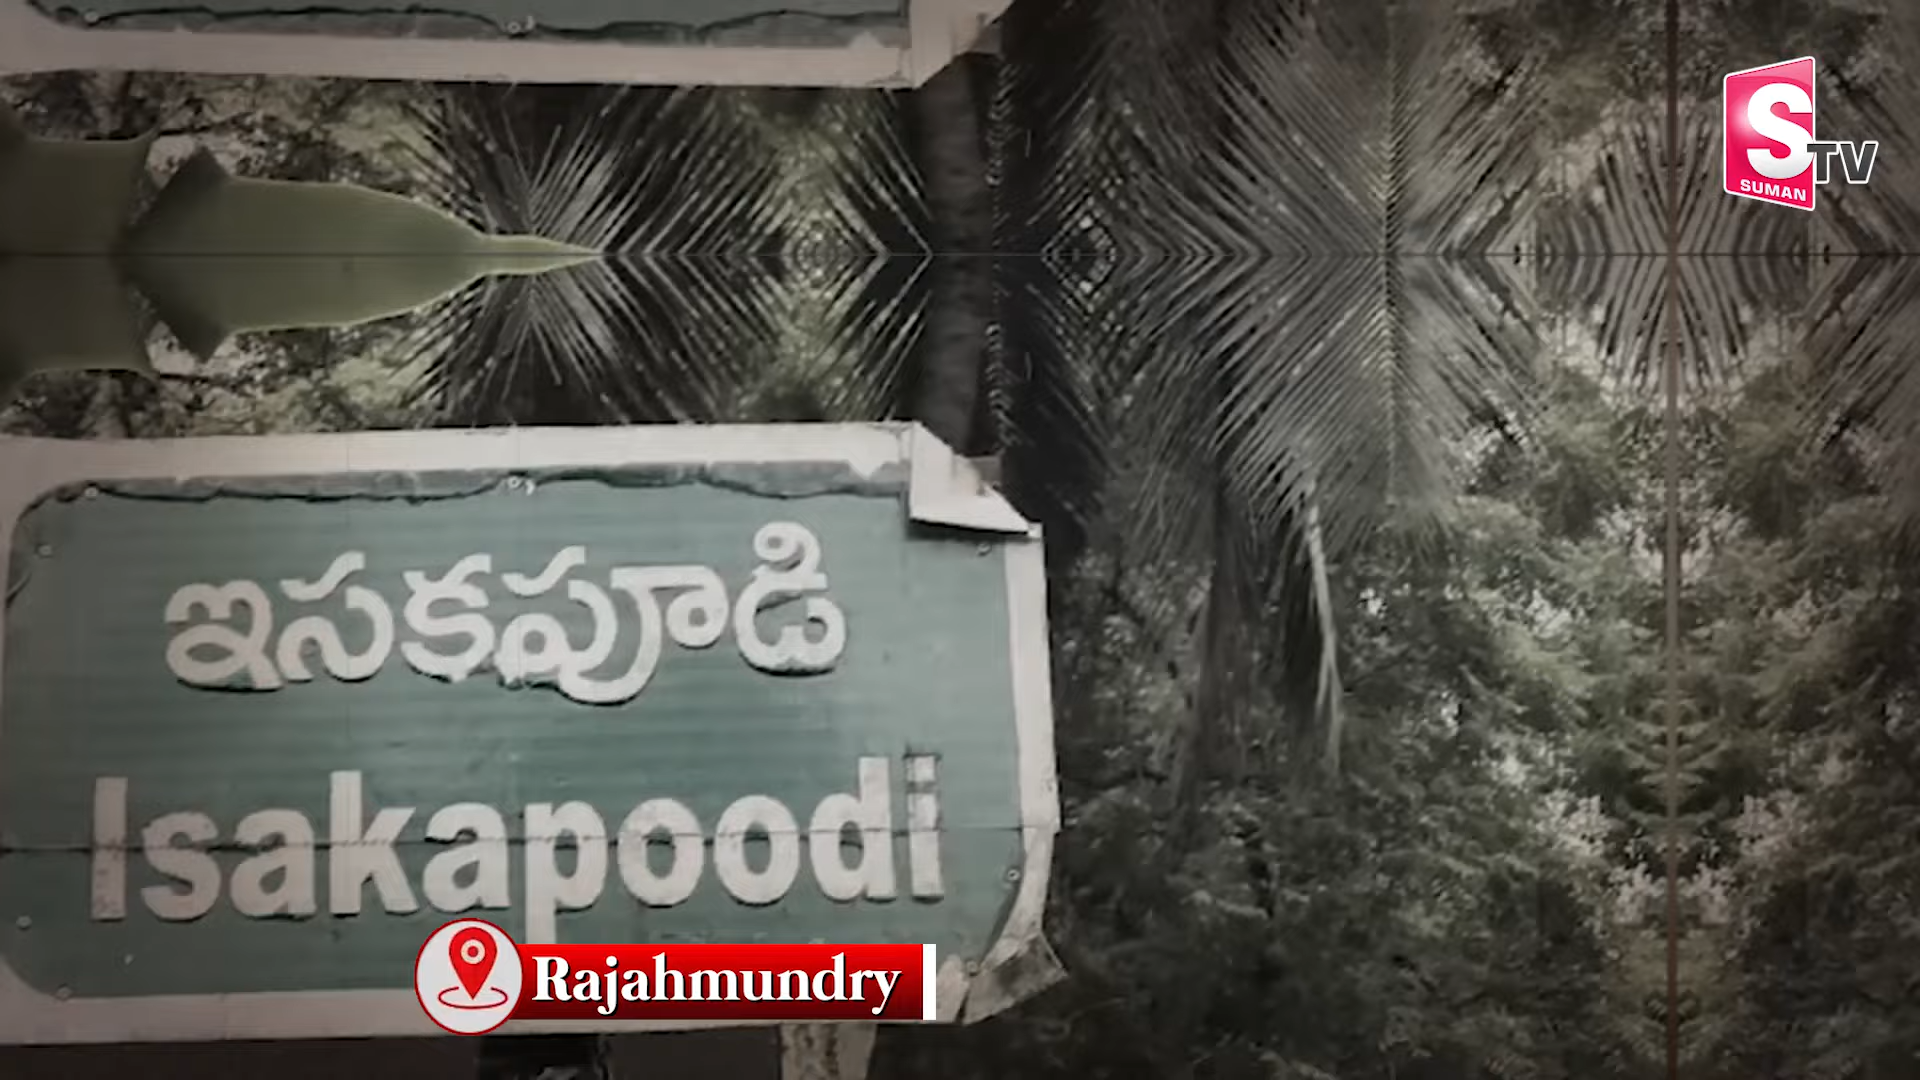 S
TV
SUMAN
ఇసకపూడి
Isakapoodi
Rajahmundry